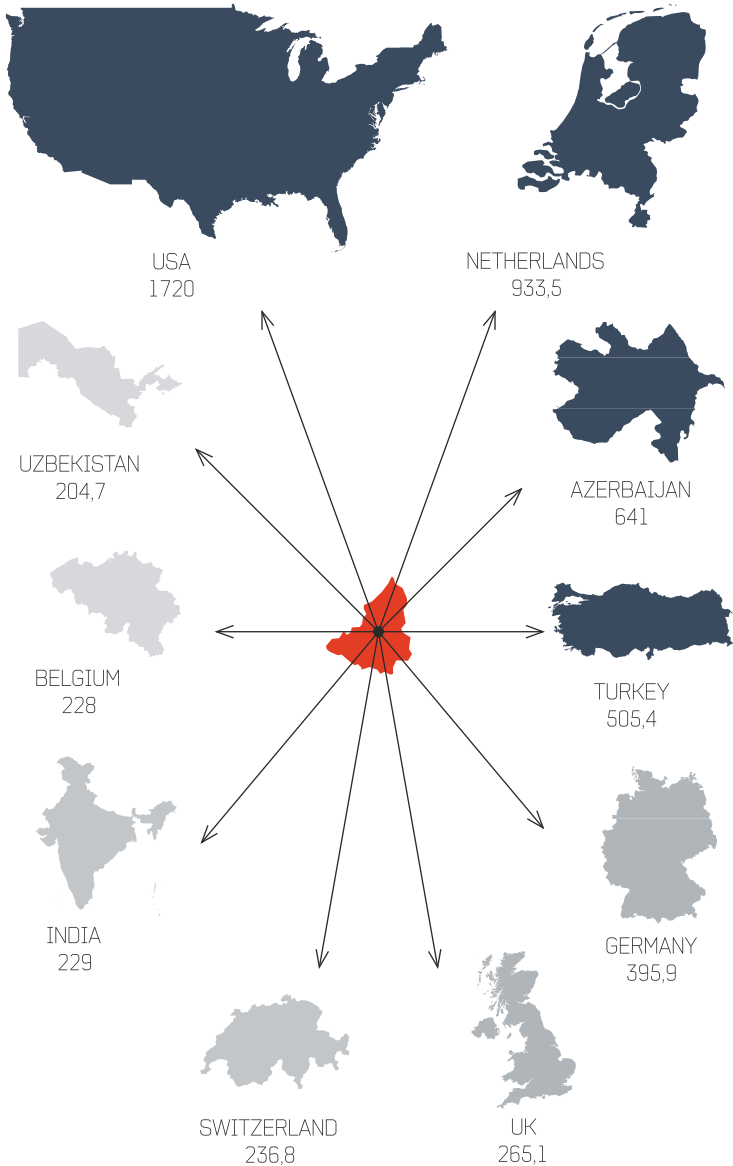 USA
1720
NETHERLANDS
933,5
UZBEKISTAN
204,7
AZERBAIJAN
641
BELGIUM
228
TURKEY
505,4
INDIA
229
GERMANY
395,9
SWITZERLAND
236,8
UK
265,1